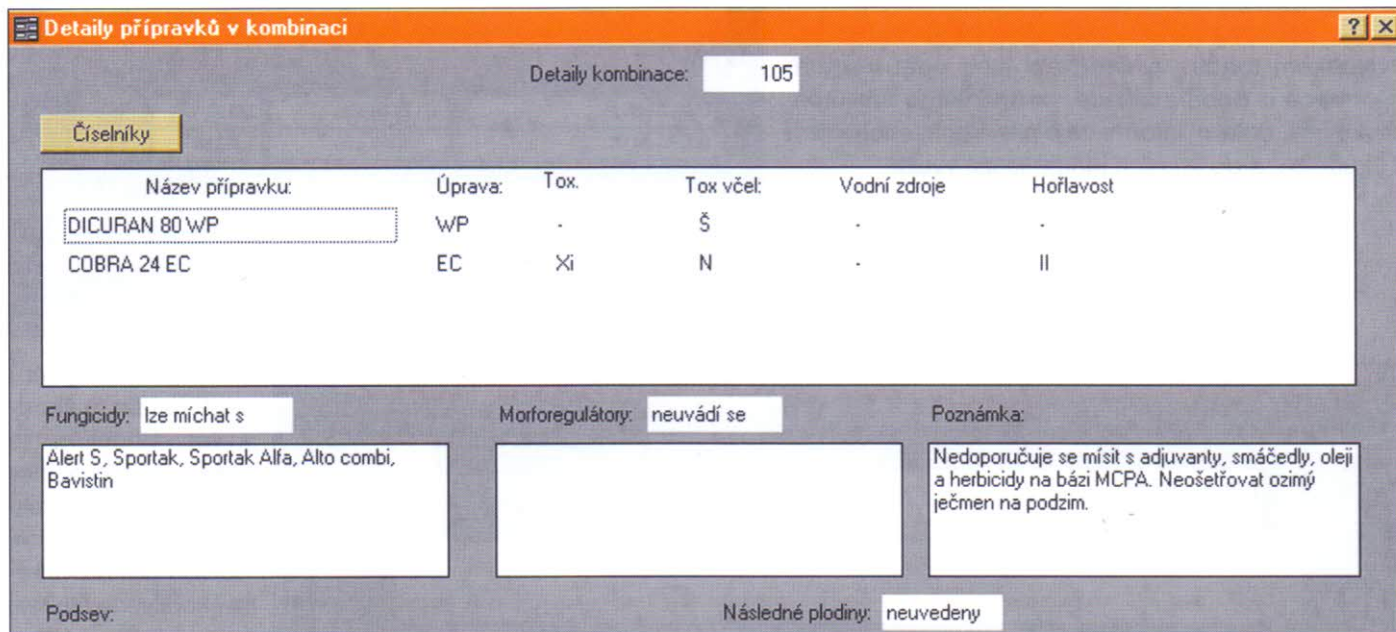 Detaily přípravků v kombinaci
Detaily kombinace: 105
Číselníky
Název přípravku: Úprava: Tox. Tox včel: Vodní zdroje Hořlavost
DICURAN 80 WP WP - Š - -
COBRA 24 EC EC Xi N - II
Fungicidy: lze míchat s Morforegulátory: neuvádí se Poznámka:
Alert S, Sportak, Sportak Alfa, Alto combi,
Bavistin
Nedoporučuje se mísit s adjuvanty, smáčedly, oleji
a herbicidy na bázi MCPA. Neošetřovat ozimý
ječmen na podzim.
Podsev: Následné plodiny: neuvedeny